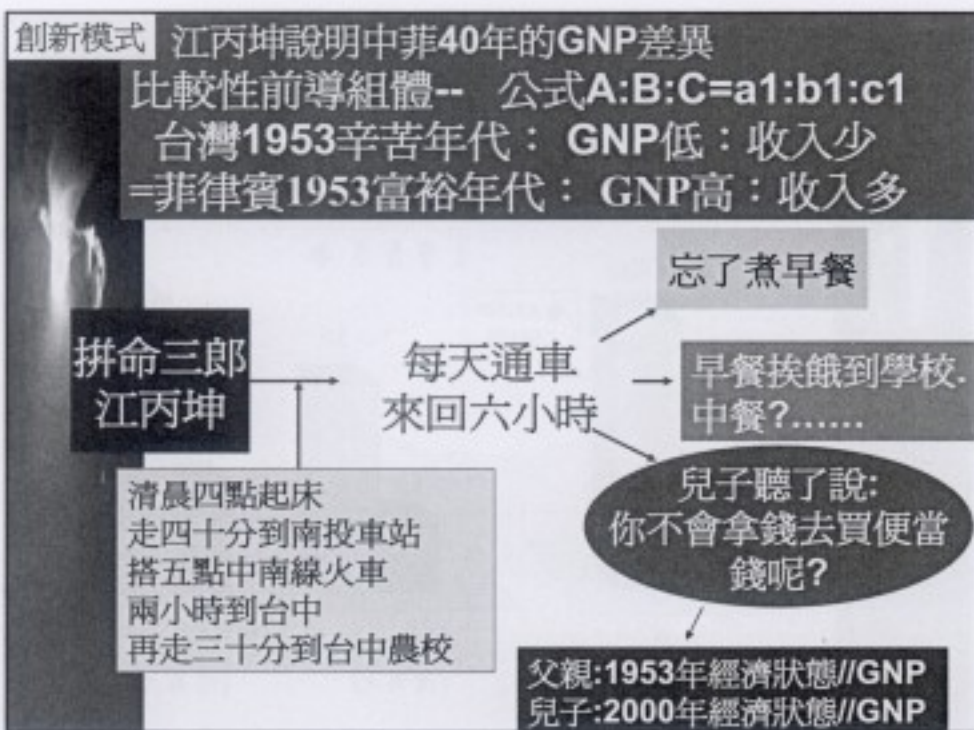 創新模式
江丙坤說明中菲40年的GNP差異
比較性前導組體-- 公式A:B:C=a1:b1:c1
台灣1953辛苦年代： GNP低：收入少
=菲律賓1953富裕年代： GNP高：收入多
忘了煮早餐
拼命三郎
江丙坤
每天通車
來回六小時
早餐挨餓到學校.
中餐?......
清晨四點起床
走四十分到南投車站
搭五點中南線火車
兩小時到台中
再走三十分到台中農校
兒子聽了說:
你不會拿錢去買便當
錢呢?
父親:1953年經濟狀態//GNP
兒子:2000年經濟狀態//GNP